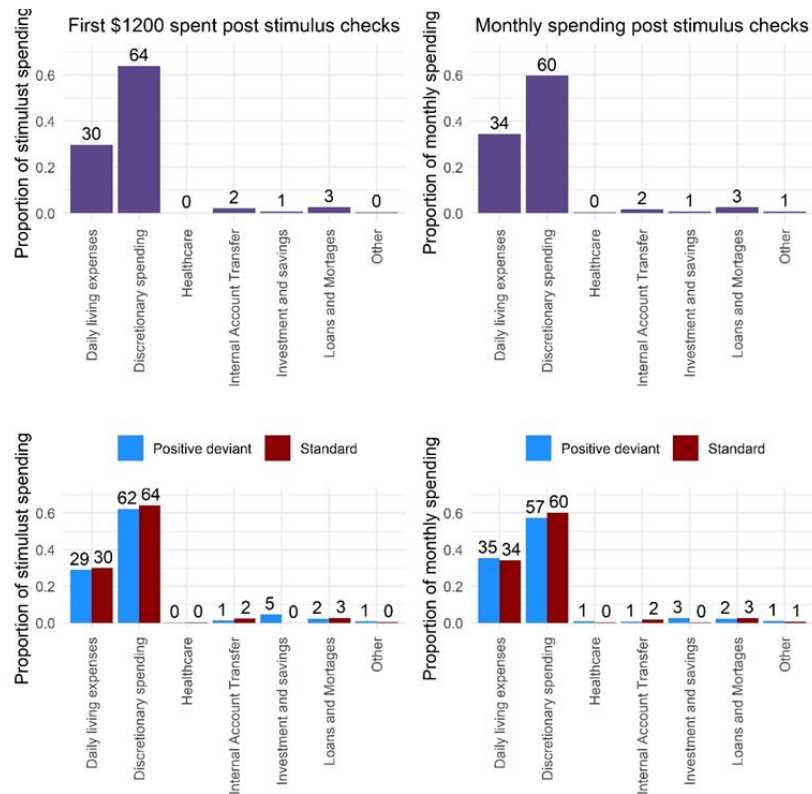 First $1200 spent post stimulus checks
Proportion of stimulust spending
0.6
0.4
0.2
0.0
30
64
0
2
1
3
0
Daily living expenses
Discretionary spending
Healthcare
Internal Account Transfer
Investment and savings
Loans and Mortages
Other
Monthly spending post stimulus checks
Proportion of monthly spending
0.6
0.4
0.2
0.0
34
60
0
2
1
3
1
Daily living expenses
Discretionary spending
Healthcare
Internal Account Transfer
Investment and savings
Loans and Mortages
Other
Positive deviant Standard
Proportion of stimulust spending
0.6
0.4
0.2
0.0
29 30
62 64
0 0
1 2
5 0
2 3
1 0
Daily living expenses
Discretionary spending
Healthcare
Internal Account Transfer
Investment and savings
Loans and Mortages
Other
Positive deviant Standard
Proportion of monthly spending
0.6
0.4
0.2
0.0
35 34
57 60
1 0
1 2
3 0
2 3
1 1
Daily living expenses
Discretionary spending
Healthcare
Internal Account Transfer
Investment and savings
Loans and Mortages
Other